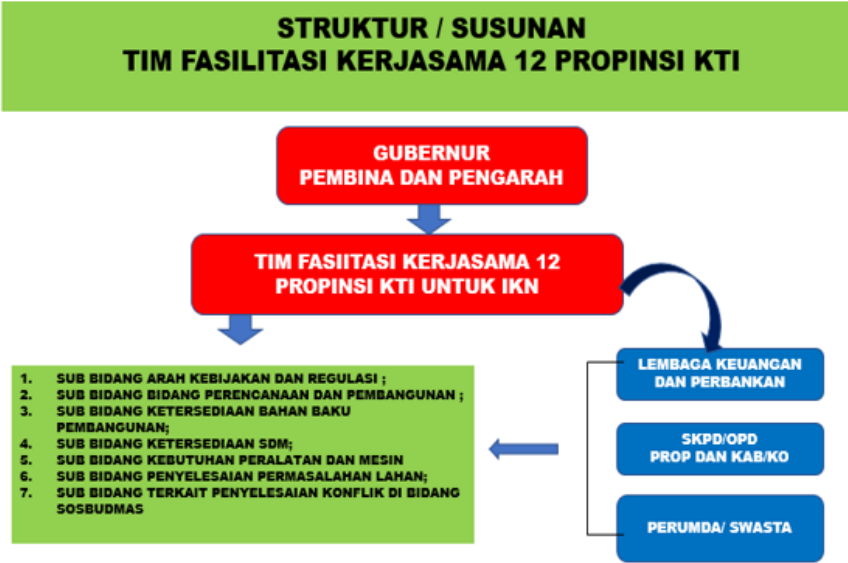 STRUKTUR / SUSUNAN
TIM FASILITASI KERJASAMA 12 PROPINSI KTI
GUBERNUR
PEMBINA DAN PENGARAH
TIM FASIITASI KERJASAMA 12
PROPINSI KTI UNTUK IKN
1. SUB BIDANG ARAH KEBIJAKAN DAN REGULASI ;
2. SUB BIDANG BIDANG PERENCANAAN DAN PEMBANGUNAN ;
3. SUB BIDANG KETERSEDIAAN BAHAN BAKU
PEMBANGUNAN;
4. SUB BIDANG KETERSEDIAAN SDM;
5. SUB BIDANG KEBUTUHAN PERALATAN DAN MESIN
6. SUB BIDANG PENYELESAIAN PERMASALAHAN LAHAN;
7. SUB BIDANG TERKAIT PENYELESAIAN KONFLIK DI BIDANG
SOSBUDMAS
LEMBAGA KEUANGAN
DAN PERBANKAN
SKPD/OPD
PROP DAN KAB/KO
PERUMDA/ SWASTA